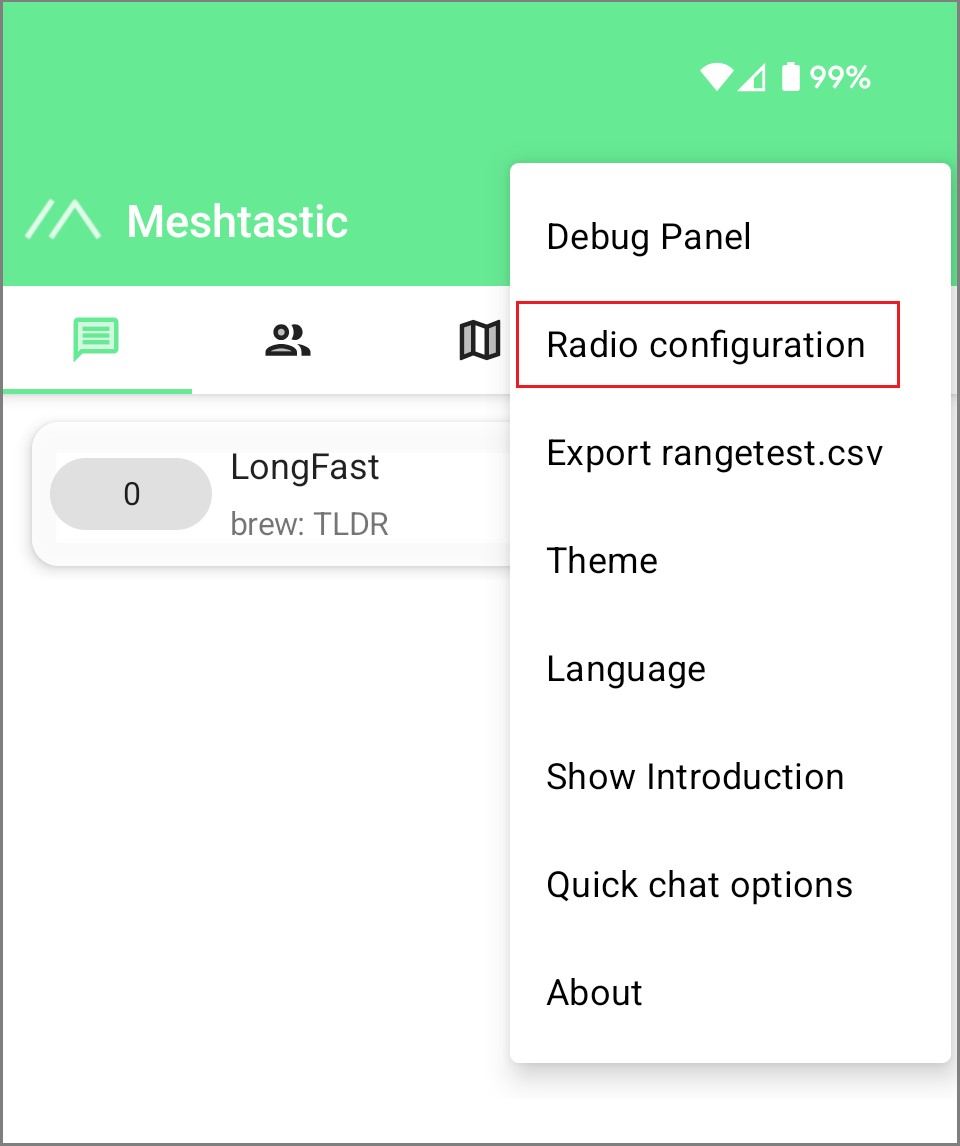 99%
Meshtastic
Debug Panel
Radio configuration
Export rangetest.csv
Theme
Language
Show Introduction
Quick chat options
About
0
LongFast
brew: TLDR